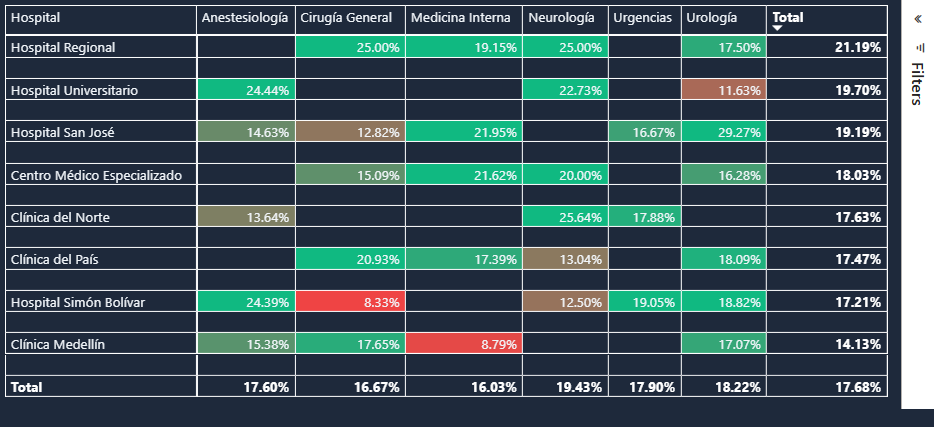 Hospital Anestesiología Cirugía General Medicina Interna Neurología Urgencias Urología Total
Hospital Regional 25.00% 19.15% 25.00% 17.50% 21.19%
Hospital Universitario 24.44% 22.73% 11.63% 19.70%
Hospital San José 14.63% 12.82% 21.95% 16.67% 29.27% 19.19%
Centro Médico Especializado 15.09% 21.62% 20.00% 16.28% 18.03%
Clínica del Norte 13.64% 25.64% 17.88% 17.63%
Clínica del País 20.93% 17.39% 13.04% 18.09% 17.47%
Hospital Simón Bolívar 24.39% 8.33% 12.50% 19.05% 18.82% 17.21%
Clínica Medellín 15.38% 17.65% 8.79% 17.07% 14.13%
Total 17.60% 16.67% 16.03% 19.43% 17.90% 18.22% 17.68%
Filters